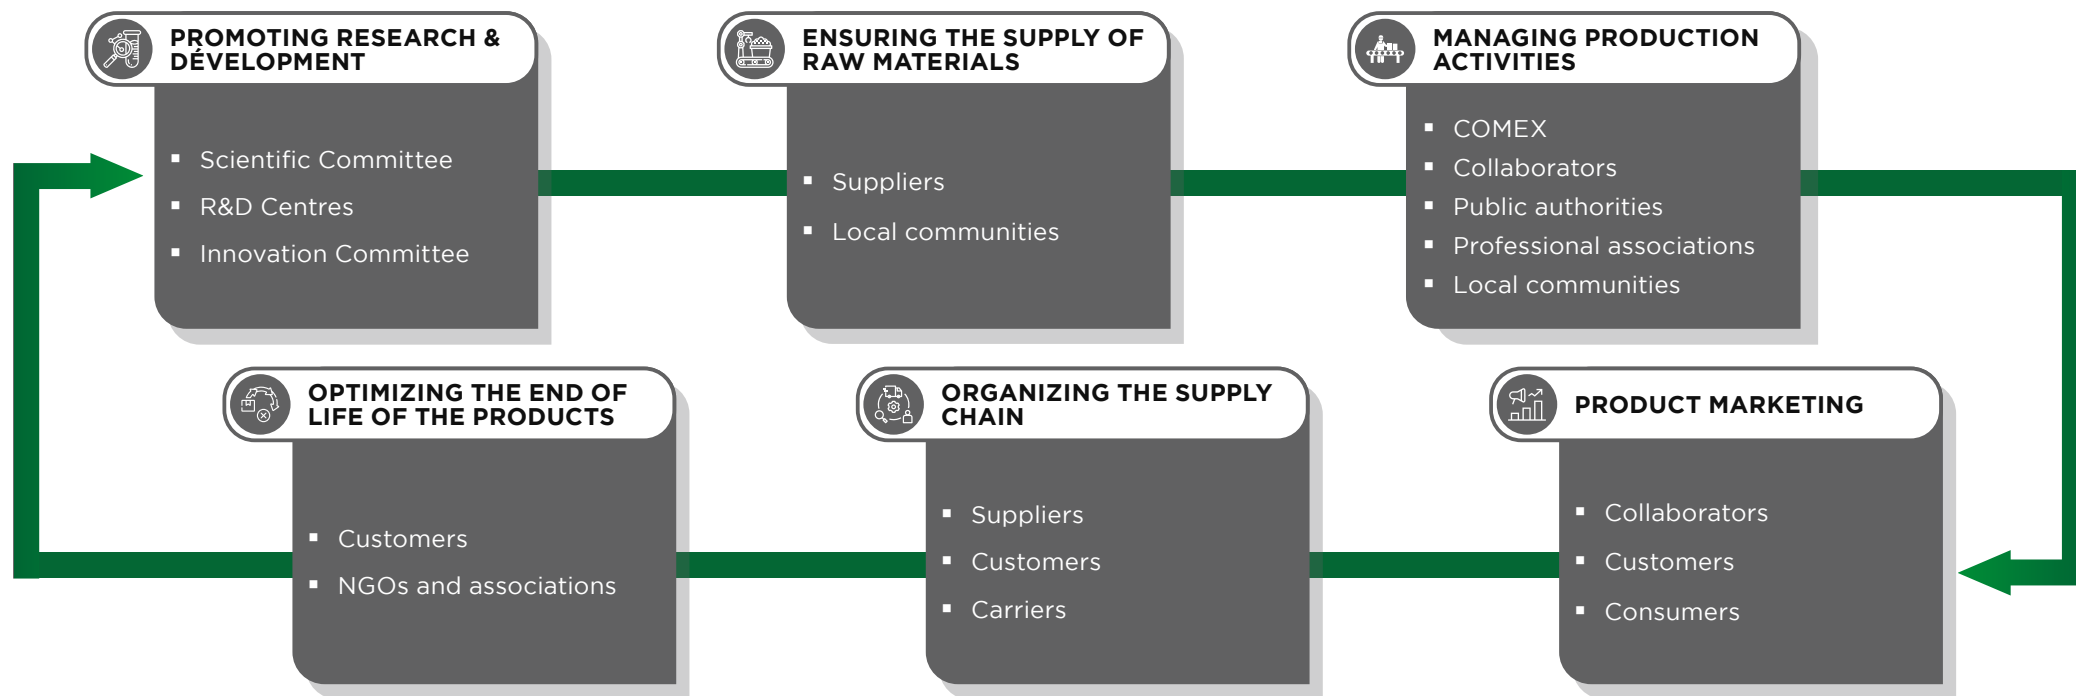 PROMOTING RESEARCH &
DÉVELOPMENT
Scientific Committee
R&D Centres
Innovation Committee
ENSURING THE SUPPLY OF
RAW MATERIALS
Suppliers
Local communities
MANAGING PRODUCTION
ACTIVITIES
COMEX
Collaborators
Public authorities
Professional associations
Local communities
OPTIMIZING THE END OF
LIFE OF THE PRODUCTS
Customers
NGOs and associations
ORGANIZING THE SUPPLY
CHAIN
Suppliers
Customers
Carriers
PRODUCT MARKETING
Collaborators
Customers
Consumers